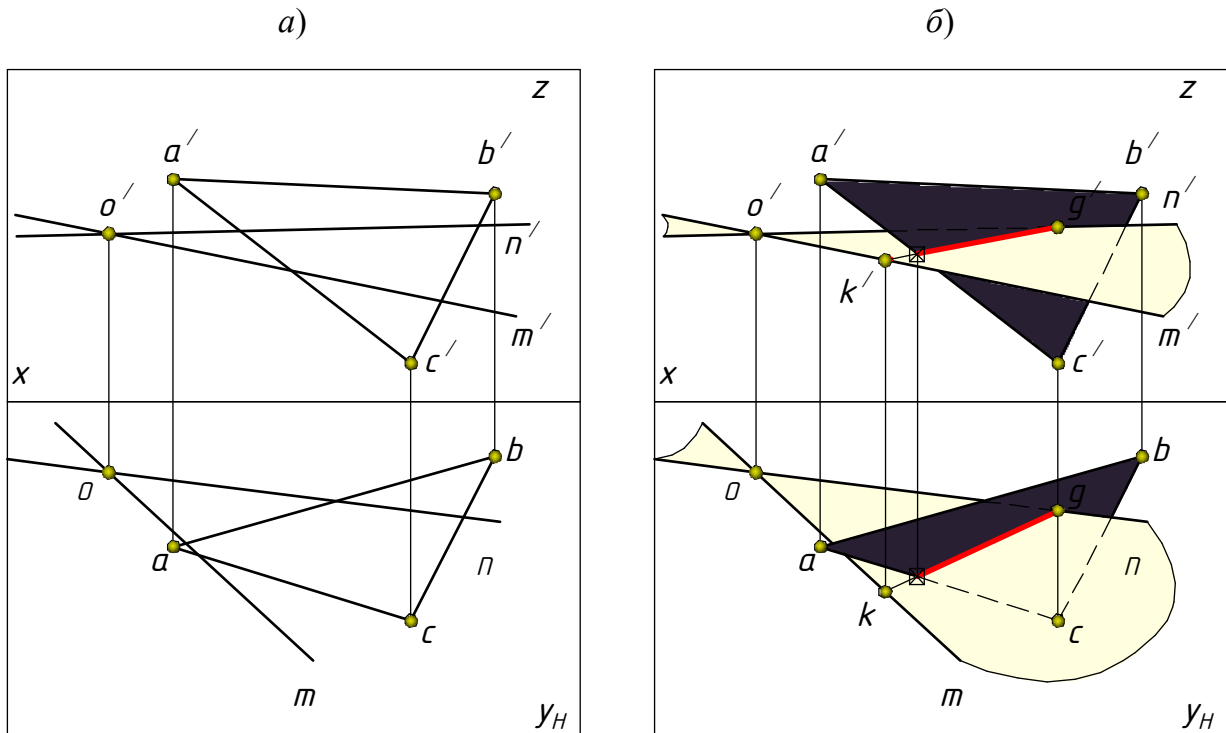 а) б)
z z
a′ b′ a′ b′
o′ n′ o′ g′ n′
m′ k′ m′
c′ c′
x x
b b
o o g
a n a n
c k c
m m
y_H y_H